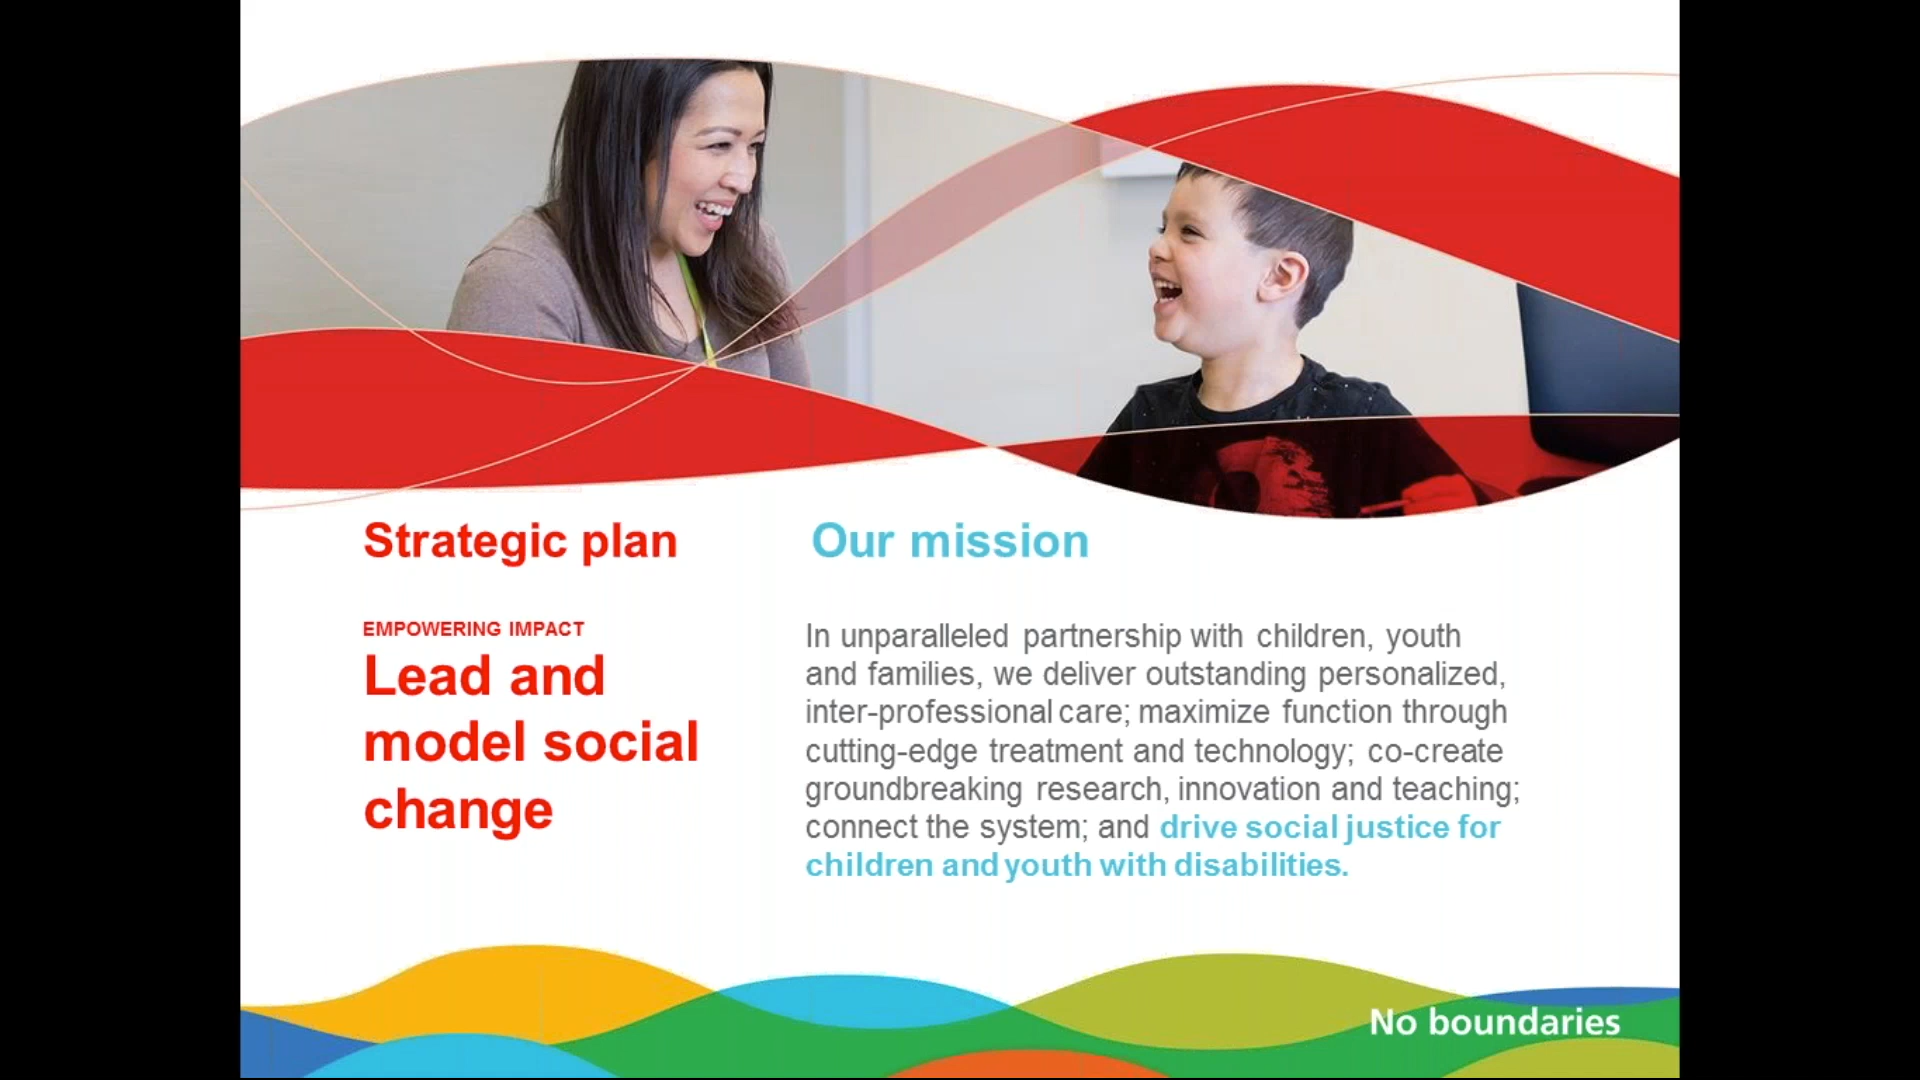 Strategic plan
EMPOWERING IMPACT
Lead and
model social
change
Our mission
In unparalleled partnership with children, youth
and families, we deliver outstanding personalized,
inter-professional care; maximize function through
cutting-edge treatment and technology; co-create
groundbreaking research, innovation and teaching;
connect the system; and drive social justice for
children and youth with disabilities.
No boundaries